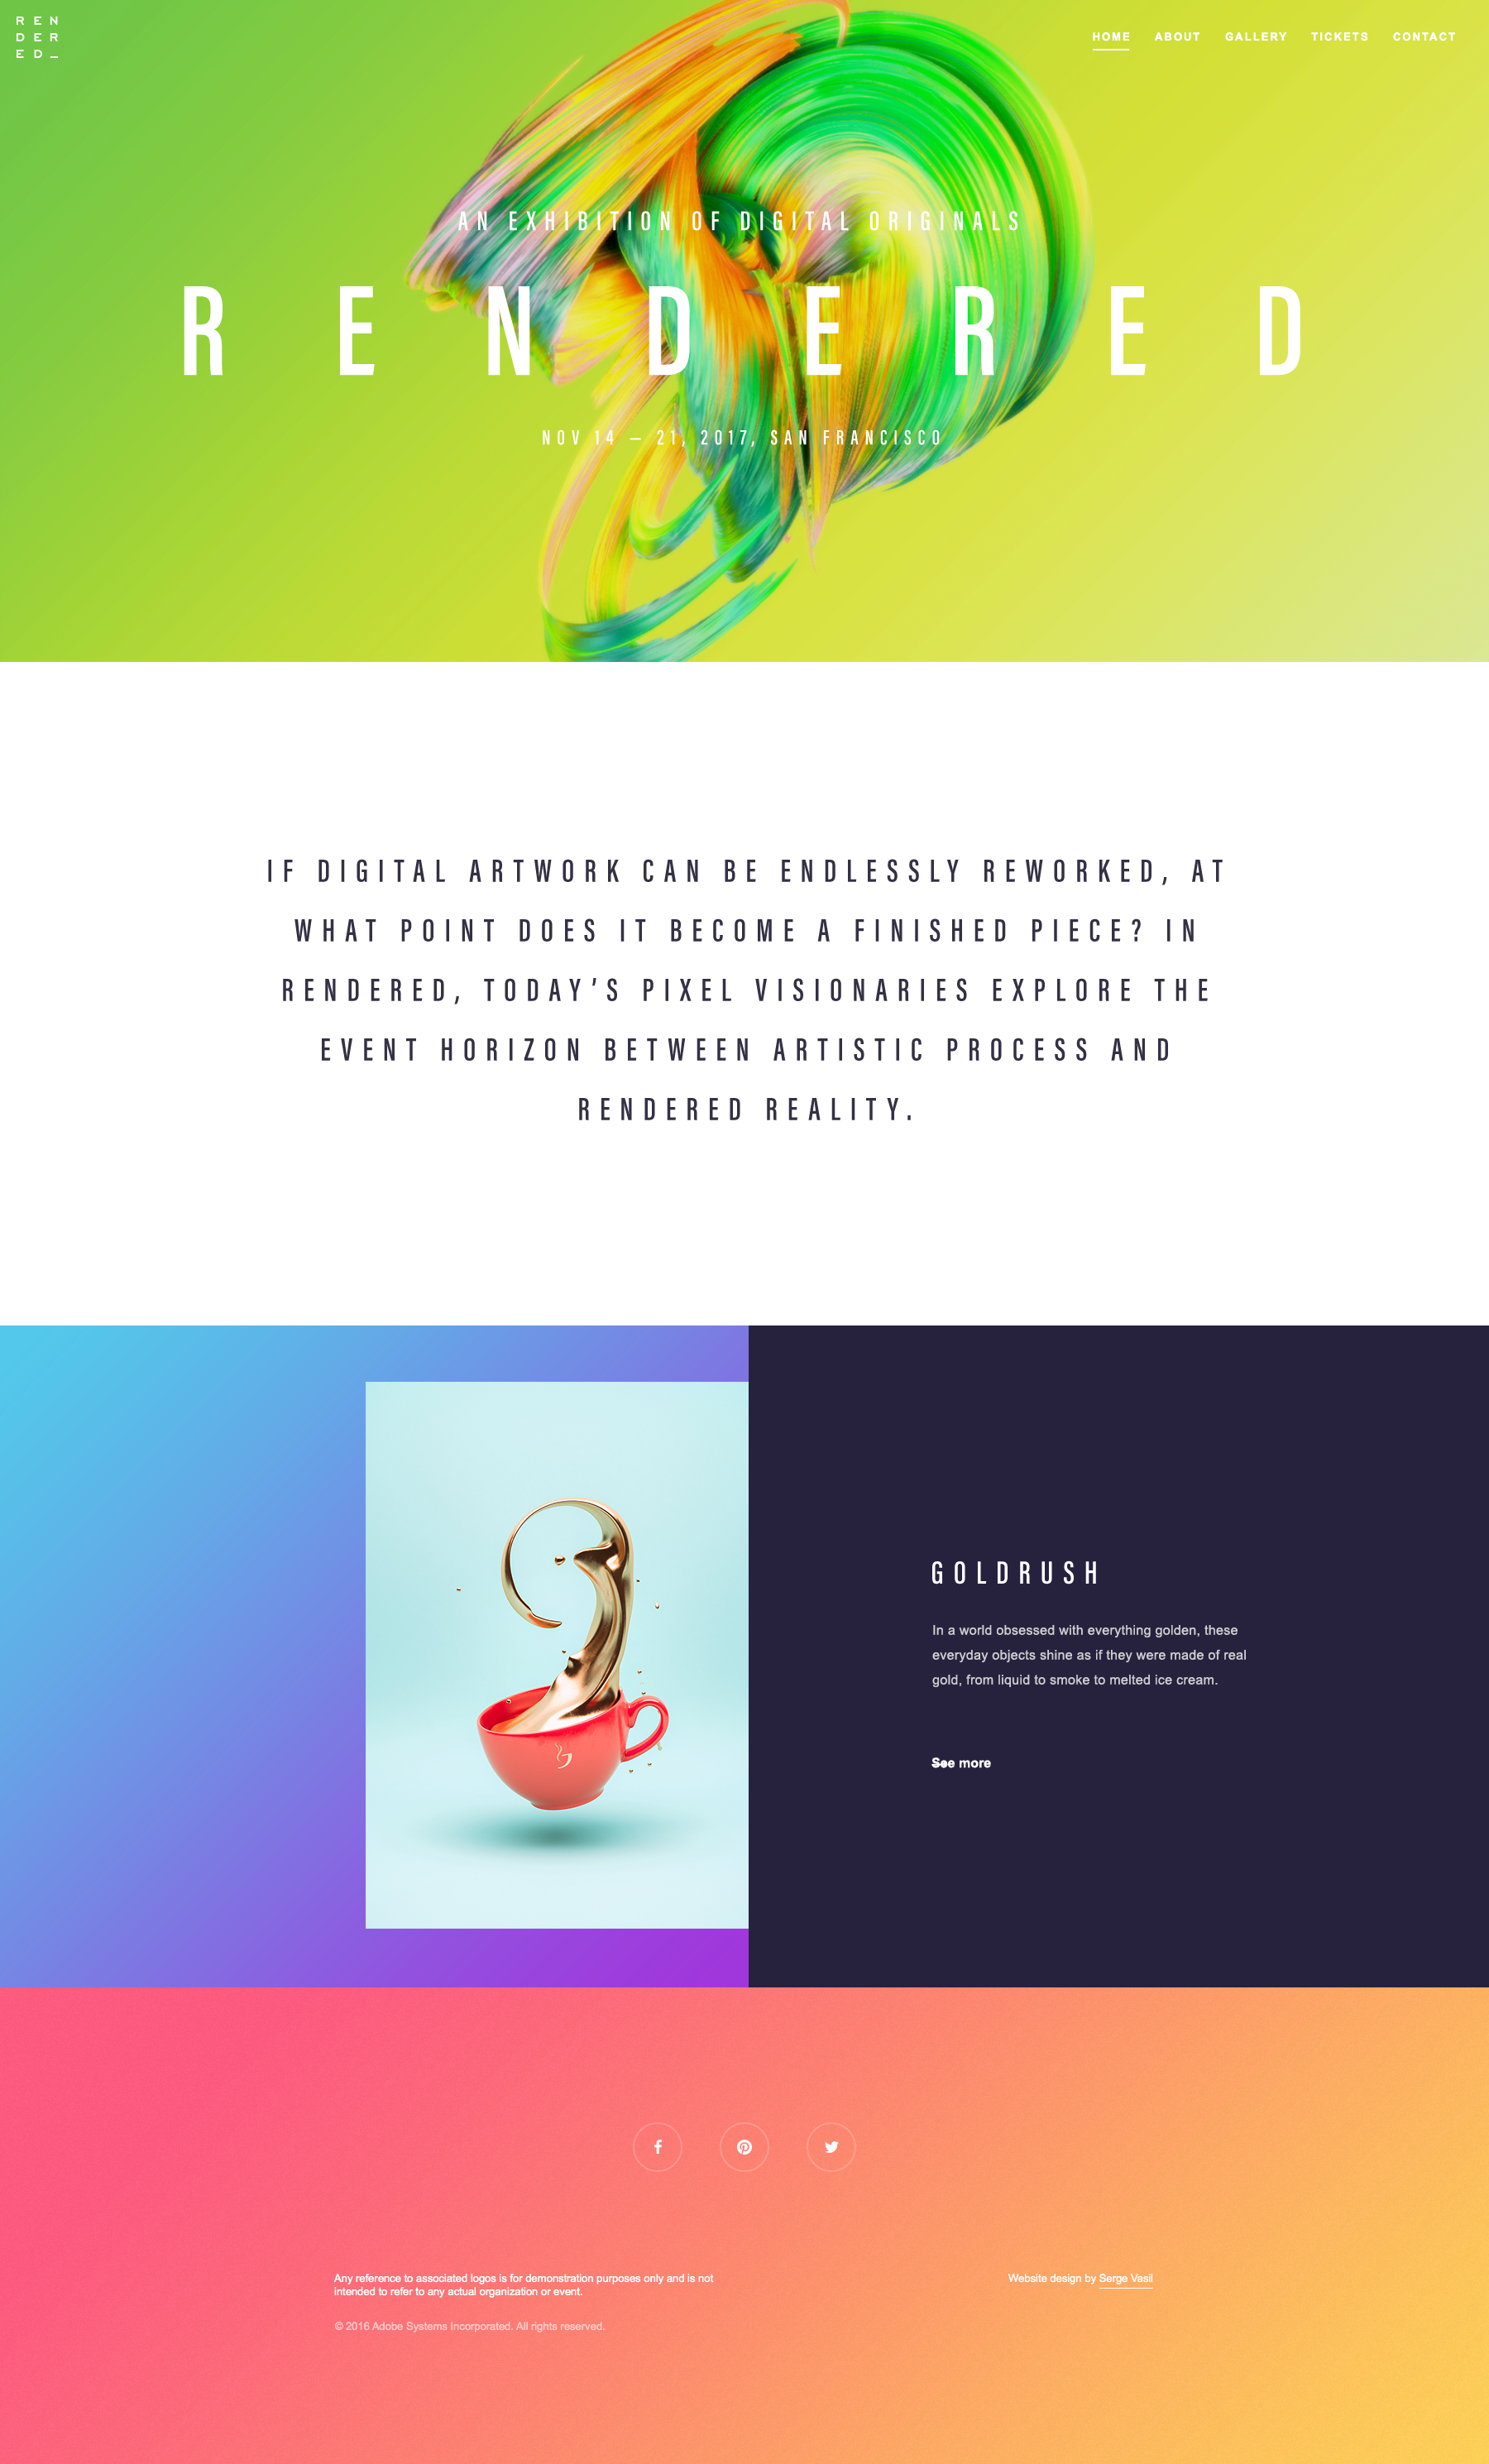 REN
DER
ED_
HOME ABOUT GALLERY TICKETS CONTACT
AN EXHIBITION OF DIGITAL ORIGINALS
RENDERED
NOV 14 — 21, 2017, SAN FRANCISCO
IF DIGITAL ARTWORK CAN BE ENDLESSLY REWORKED, AT
WHAT POINT DOES IT BECOME A FINISHED PIECE? IN
RENDERED, TODAY'S PIXEL VISIONARIES EXPLORE THE
EVENT HORIZON BETWEEN ARTISTIC PROCESS AND
RENDERED REALITY.
GOLDRUSH
In a world obsessed with everything golden, these
everyday objects shine as if they were made of real
gold, from liquid to smoke to melted ice cream.
See more
Any reference to associated logos is for demonstration purposes only and is not
intended to refer to any actual organization or event.
© 2016 Adobe Systems Incorporated. All rights reserved.
Website design by Serge Vasil